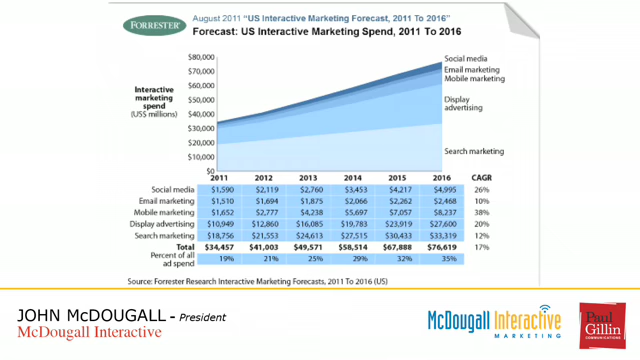 FORRESTER
August 2011 "US Interactive Marketing Forecast, 2011 To 2016"
Forecast: US Interactive Marketing Spend, 2011 To 2016
Interactive
marketing
spend
(US$ millions)
$80,000
$70,000
$60,000
$50,000
$40,000
$30,000
$20,000
$10,000
$0
Social media
Email marketing
Mobile marketing
Display
advertising
Search marketing
2011 2012 2013 2014 2015 2016 CAGR
Social media $1,590 $2,119 $2,760 $3,453 $4,217 $4,995 26%
Email marketing $1,510 $1,694 $1,875 $2,066 $2,262 $2,468 10%
Mobile marketing $1,652 $2,777 $4,238 $5,697 $7,057 $8,237 38%
Display advertising $10,949 $12,860 $16,085 $19,783 $23,919 $27,600 20%
Search marketing $18,756 $21,553 $24,613 $27,515 $30,433 $33,319 12%
Total $34,457 $41,003 $49,571 $58,514 $67,888 $76,619 17%
Percent of all
ad spend 19% 21% 25% 29% 32% 35%
Source: Forrester Research Interactive Marketing Forecasts, 2011 To 2016 (US)
JOHN McDOUGALL - President
McDougall Interactive
McDougall Interactive
MARKETING
Paul
Gillin
COMMUNICATIONS